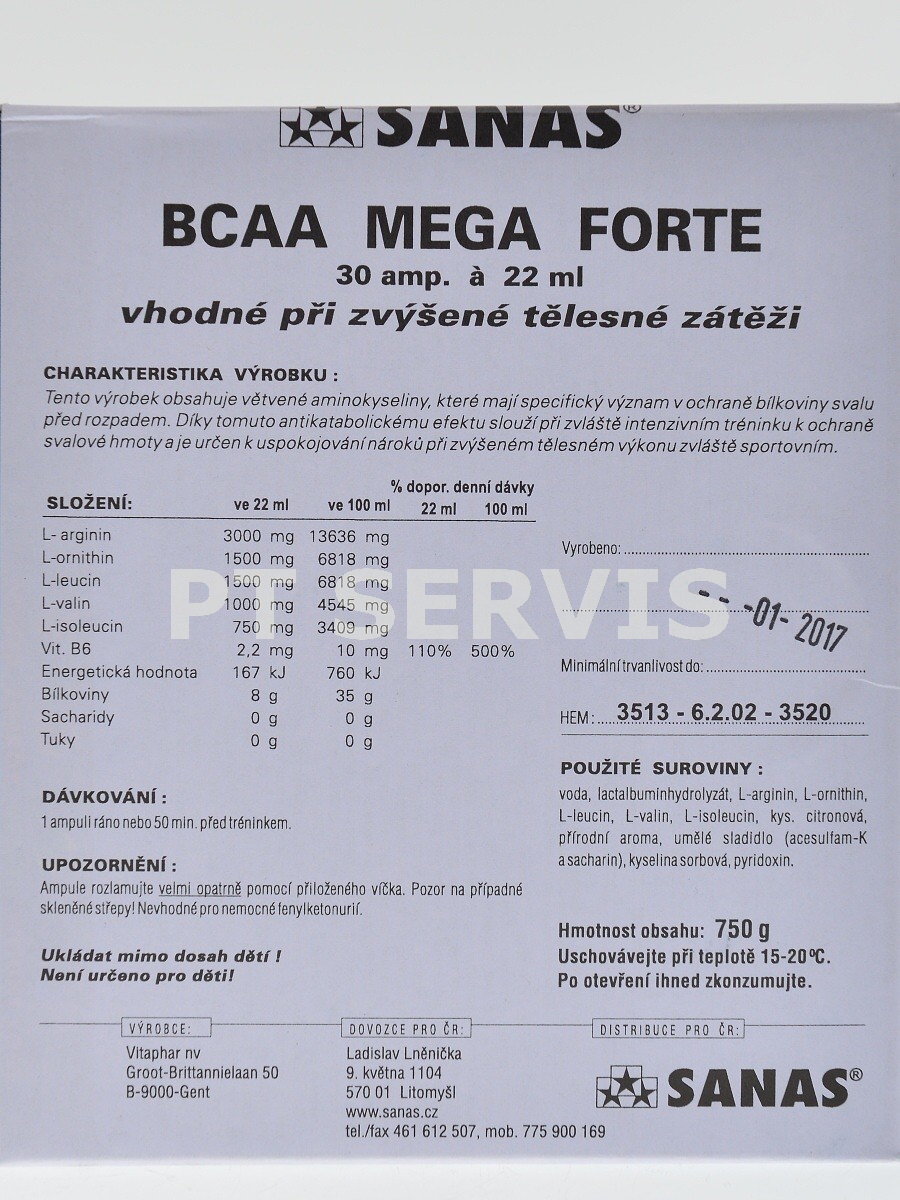 SANAS®
BCAA MEGA FORTE
30 amp. à 22 ml
vhodné při zvýšené tělesné zátěži
CHARAKTERISTIKA VÝROBKU :
Tento výrobek obsahuje větvené aminokyseliny, které mají specifický význam v ochraně bílkoviny svalu
před rozpadem. Díky tomuto antikatabolickému efektu slouží při zvláště intenzivním tréninku k ochraně
svalové hmoty a je určen k uspokojování nároků při zvýšeném tělesném výkonu zvláště sportovním.
% dopor. denní dávky
SLOŽENÍ: ve 22 ml ve 100 ml 22 ml 100 ml
L- arginin 3000 mg 13636 mg
L-ornithin 1500 mg 6818 mg
L-leucin 1500 mg 6818 mg
L-valin 1000 mg 4545 mg
L-isoleucin 750 mg 3409 mg
Vit. B6 2,2 mg 10 mg 110% 500%
Energetická hodnota 167 kJ 760 kJ
Bílkoviny 8 g 35 g
Sacharidy 0 g 0 g
Tuky 0 g 0 g
PT SERVIS
DÁVKOVÁNÍ :
1 ampuli ráno nebo 50 min. před tréninkem.
UPOZORNĚNÍ :
Ampule rozlamujte velmi opatrně pomocí přiloženého víčka. Pozor na případné
skleněné střepy! Nevhodné pro nemocné fenylketonurií.
Ukládat mimo dosah dětí !
Není určeno pro děti!
Vyrobeno:
- - -01- 2017
Minimální trvanlivost do:
HEM: 3513 - 6.2.02 - 3520
POUŽITÉ SUROVINY :
voda, lactalbuminhydrolyzát, L-arginin, L-ornithin,
L-leucin, L-valin, L-isoleucin, kys. citronová,
přírodní aroma, umělé sladidlo (acesulfam-K
a sacharin), kyselina sorbová, pyridoxin.
Hmotnost obsahu: 750 g
Uschovávejte při teplotě 15-20ºC.
Po otevření ihned zkonzumujte.
VÝROBCE:
Vitaphar nv
Groot-Brittannielaan 50
B-9000-Gent
DOVOZCE PRO ČR:
Ladislav Lněnička
9. května 1104
570 01 Litomyšl
www.sanas.cz
tel./fax 461 612 507, mob. 775 900 169
DISTRIBUCE PRO ČR:
SANAS®